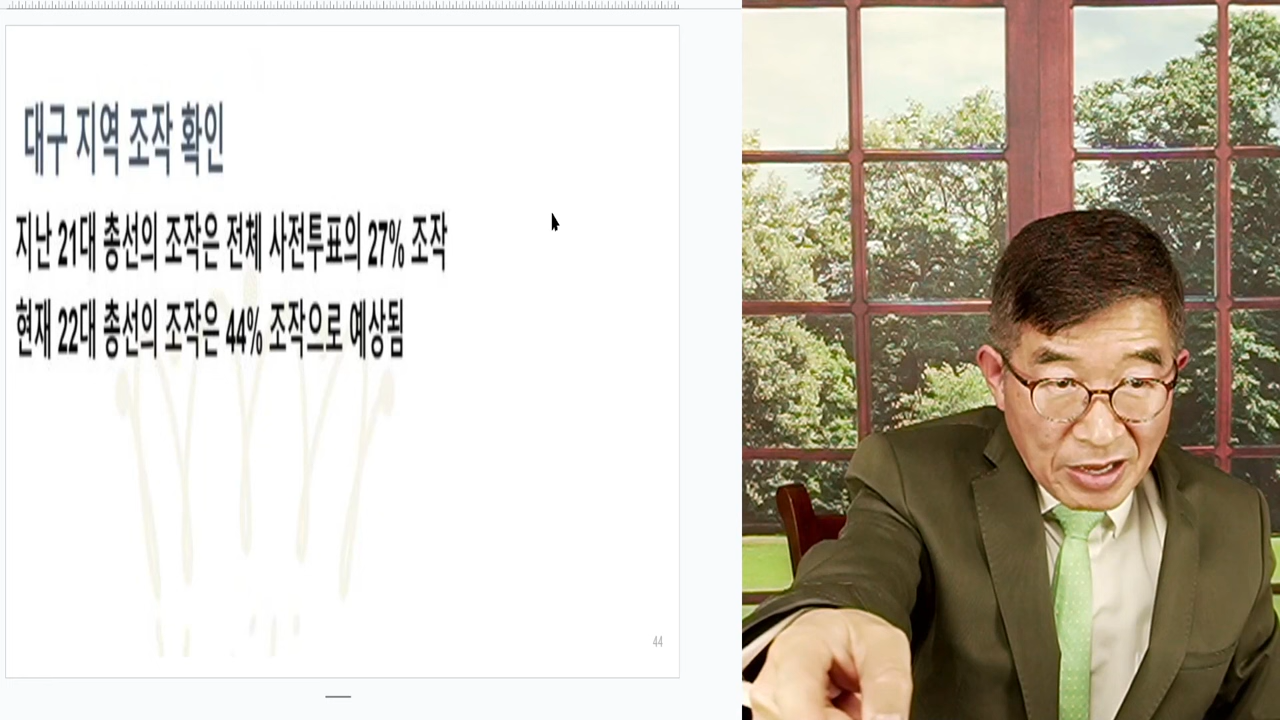 대구 지역 조작 확인
지난 21대 총선의 조작은 전체 사전투표의 27% 조작
현재 22대 총선의 조작은 44% 조작으로 예상됨
44